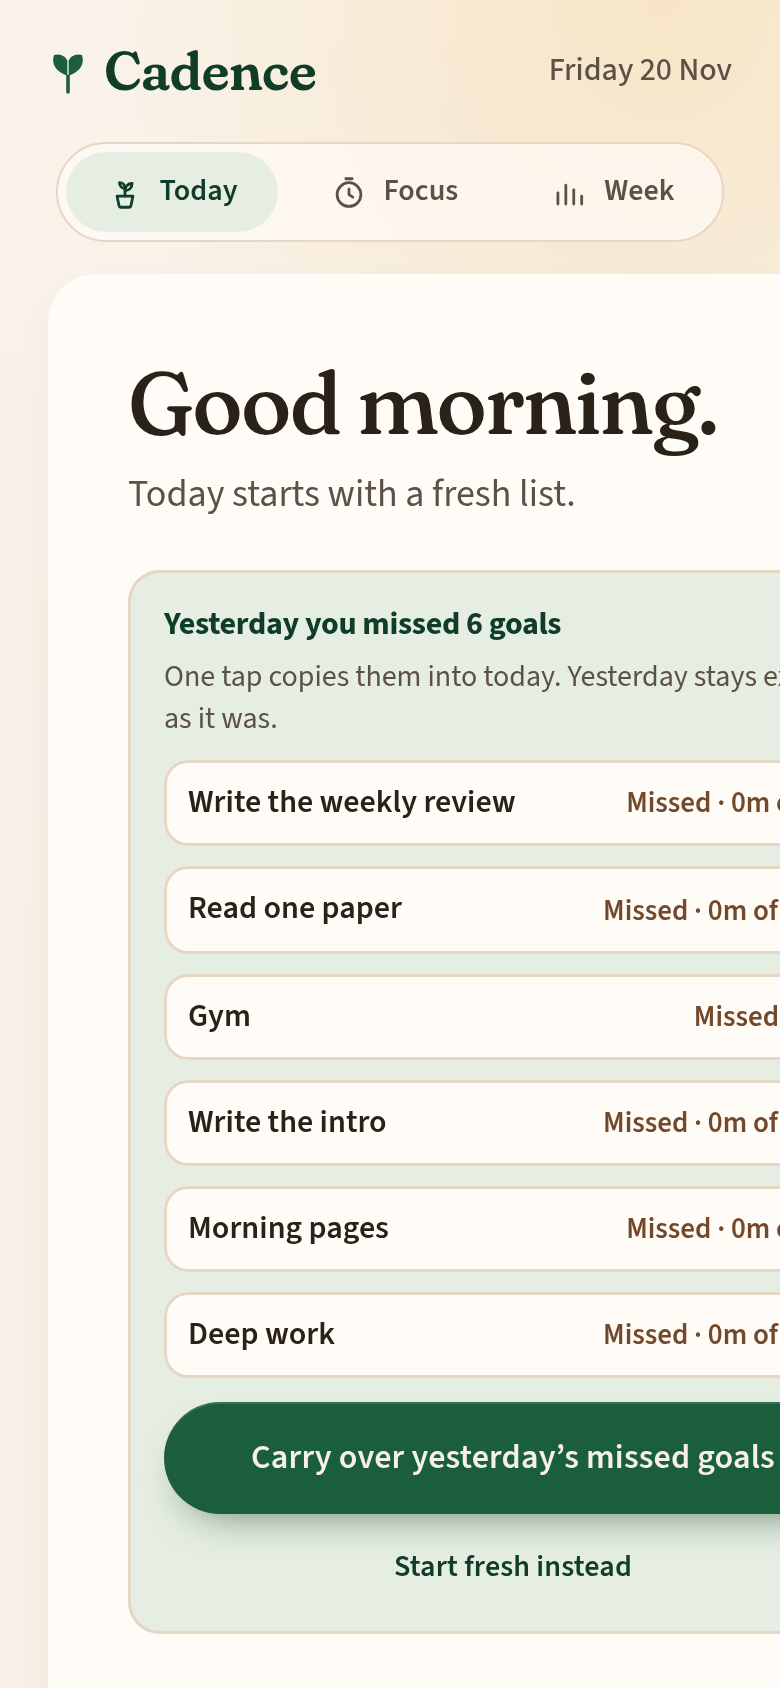 Cadence
Friday 20 Nov
Today
Focus
Week
Good morning.
Today starts with a fresh list.
Yesterday you missed 6 goals
One tap copies them into today. Yesterday stays
as it was.
Write the weekly review
Missed · 0m
Read one paper
Missed · 0m of
Gym
Missed
Write the intro
Missed · 0m of
Morning pages
Missed · 0m
Deep work
Missed · 0m of
Carry over yesterday’s missed goals
Start fresh instead